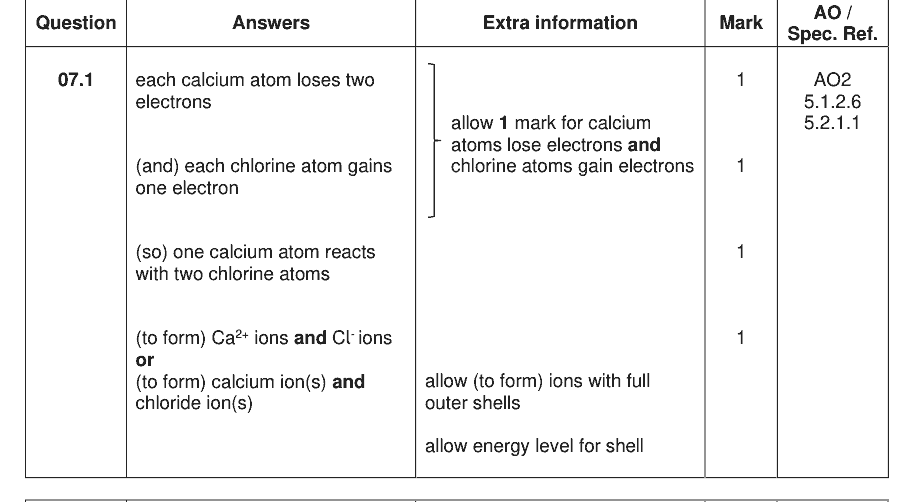 Question Answers Extra information Mark AO /
Spec. Ref.
07.1 each calcium atom loses two 1 AO2
electrons 5.1.2.6
allow 1 mark for calcium 5.2.1.1
atoms lose electrons and
(and) each chlorine atom gains chlorine atoms gain electrons 1
one electron
(so) one calcium atom reacts 1
with two chlorine atoms
(to form) Ca²⁺ ions and Cl⁻ ions 1
or
(to form) calcium ion(s) and allow (to form) ions with full
chloride ion(s) outer shells
allow energy level for shell